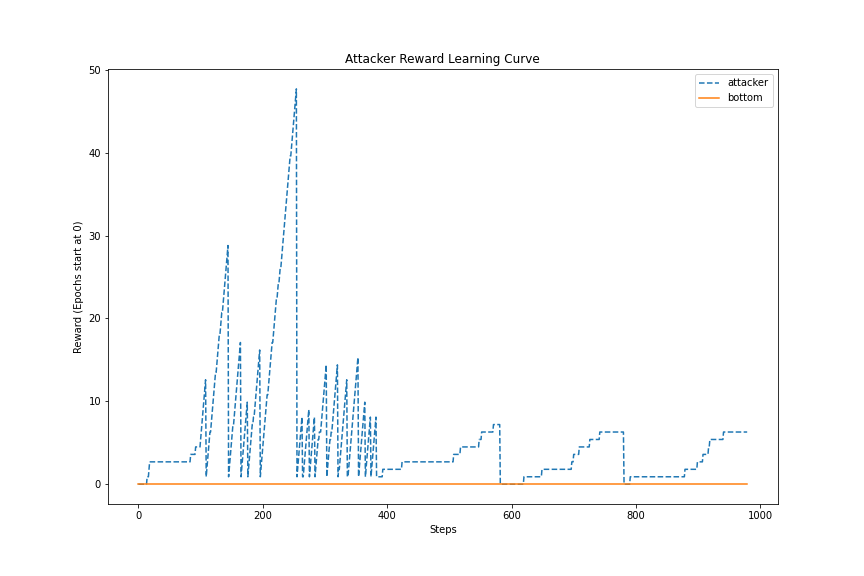 Attacker Reward Learning Curve
attacker
bottom
Reward (Epochs start at 0)
50
40
30
20
10
0
0 200 400 600 800 1000
Steps